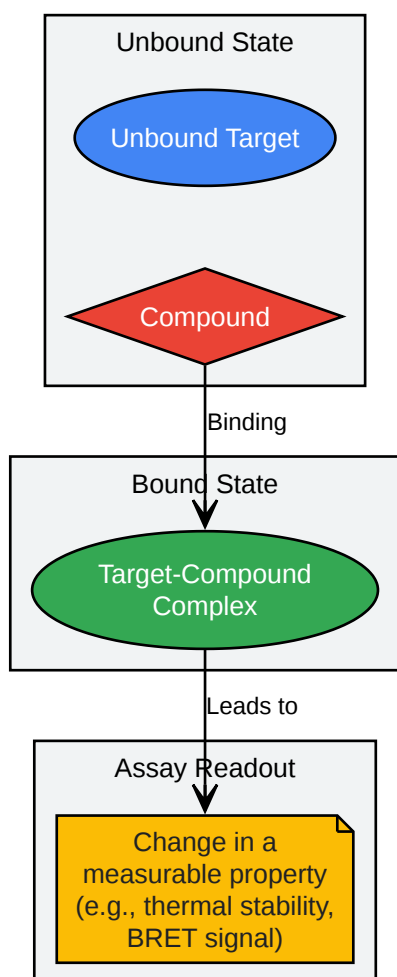 Unbound State
Unbound Target
Compound
Binding
Bound State
Target-Compound
Complex
Leads to
Assay Readout
Change in a
measurable property
(e.g., thermal stability,
BRET signal)